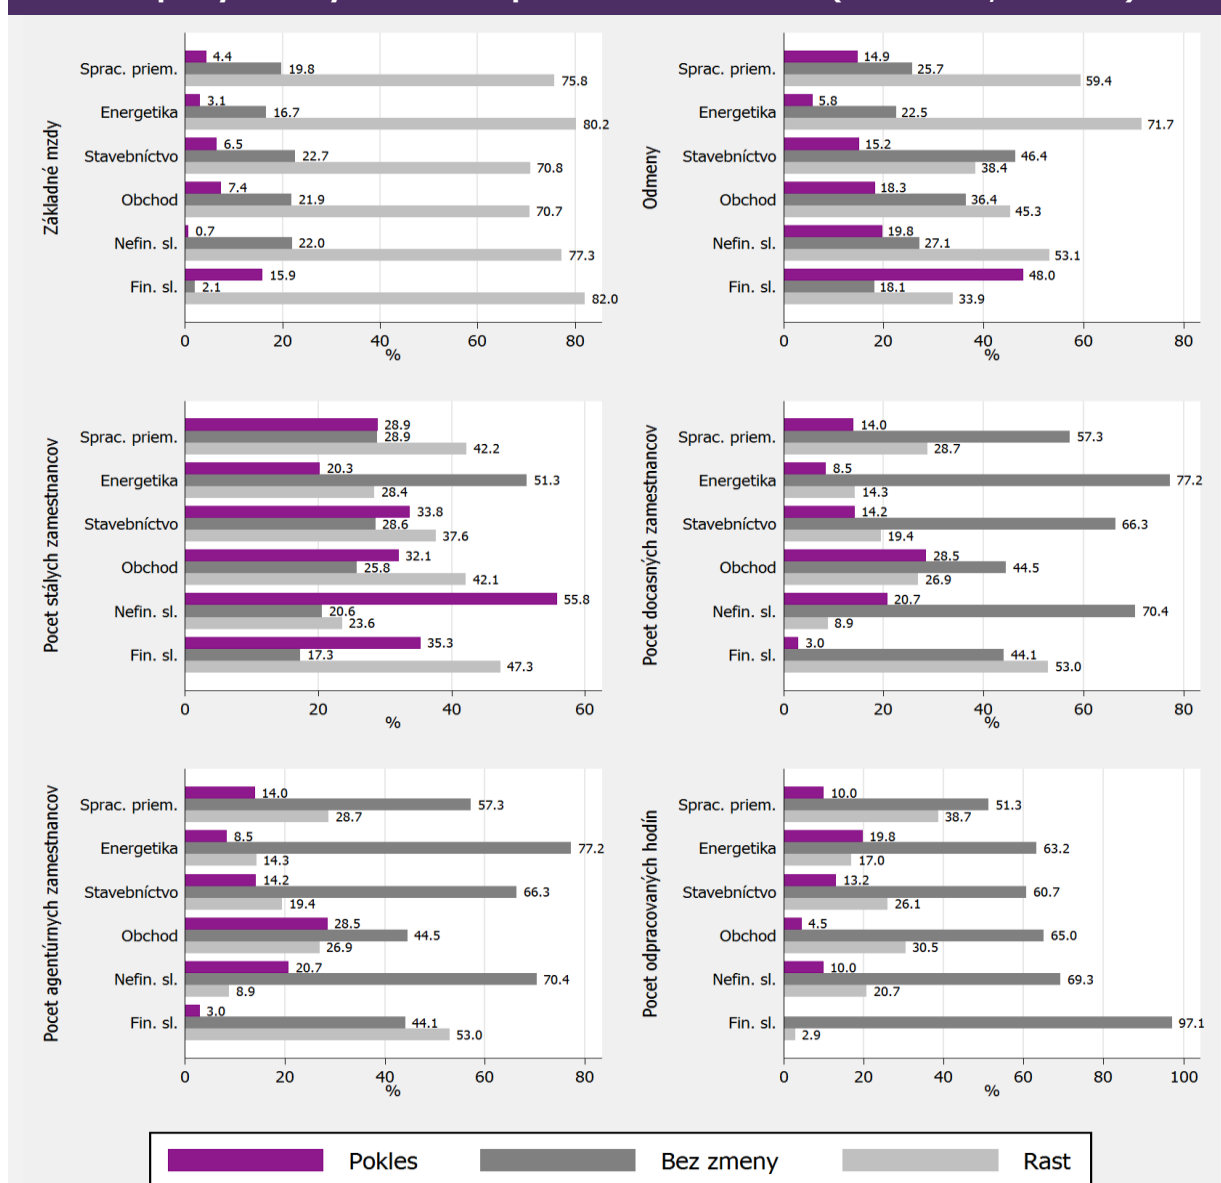 Základné mzdy
Sprac. priem.
4.4
19.8
75.8
Energetika
3.1
16.7
80.2
Stavebníctvo
6.5
22.7
70.8
Obchod
7.4
21.9
70.7
Nefin. sl.
0.7
22.0
77.3
Fin. sl.
15.9
2.1
82.0
0 20 40 60 80
%
Odmeny
Sprac. priem.
14.9
25.7
59.4
Energetika
5.8
22.5
71.7
Stavebníctvo
15.2
46.4
38.4
Obchod
18.3
36.4
45.3
Nefin. sl.
19.8
27.1
53.1
Fin. sl.
48.0
18.1
33.9
0 20 40 60 80
%
Pocet stálych zamestnancov
Sprac. priem.
28.9
28.9
42.2
Energetika
20.3
51.3
28.4
Stavebníctvo
33.8
28.6
37.6
Obchod
32.1
25.8
42.1
Nefin. sl.
55.8
20.6
23.6
Fin. sl.
35.3
17.3
47.3
0 20 40 60
%
Pocet docasných zamestnancov
Sprac. priem.
14.0
57.3
28.7
Energetika
8.5
77.2
14.3
Stavebníctvo
14.2
66.3
19.4
Obchod
28.5
44.5
26.9
Nefin. sl.
20.7
70.4
8.9
Fin. sl.
3.0
44.1
53.0
0 20 40 60 80
%
Pocet agentúrnych zamestnancov
Sprac. priem.
14.0
57.3
28.7
Energetika
8.5
77.2
14.3
Stavebníctvo
14.2
66.3
19.4
Obchod
28.5
44.5
26.9
Nefin. sl.
20.7
70.4
8.9
Fin. sl.
3.0
44.1
53.0
0 20 40 60 80
%
Pocet odpracovaných hodín
Sprac. priem.
10.0
51.3
38.7
Energetika
19.8
63.2
17.0
Stavebníctvo
13.2
60.7
26.1
Obchod
4.5
65.0
30.5
Nefin. sl.
10.0
69.3
20.7
Fin. sl.
97.1
2.9
0 20 40 60 80 100
%
Pokles Bez zmeny Rast